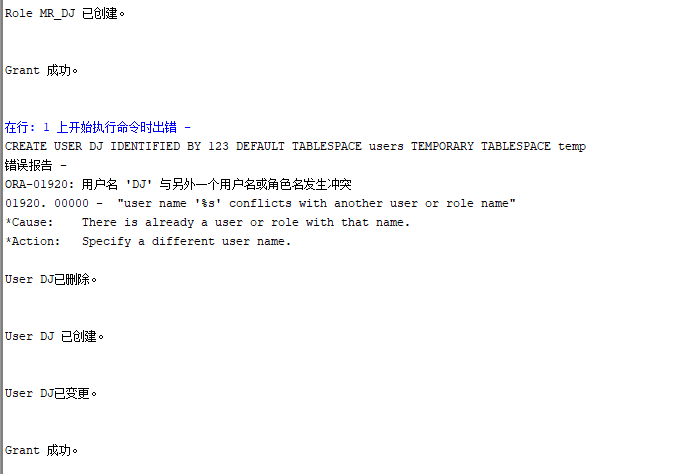 Role MR_DJ 已创建。
Grant 成功。
在行: 1 上开始执行命令时出错 -
CREATE USER DJ IDENTIFIED BY 123 DEFAULT TABLESPACE users TEMPORARY TABLESPACE temp
错误报告 -
ORA-01920: 用户名 'DJ' 与另外一个用户名或角色名发生冲突
01920. 00000 -  "user name '%s' conflicts with another user or role name"
*Cause:    There is already a user or role with that name.
*Action:   Specify a different user name.
User DJ已删除。
User DJ 已创建。
User DJ已变更。
Grant 成功。